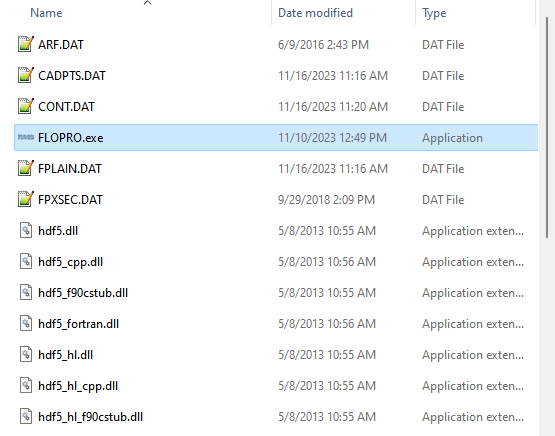 Name Date modified Type
ARF.DAT 6/9/2016 2:43 PM DAT File
CADPTS.DAT 11/16/2023 11:16 AM DAT File
CONT.DAT 11/16/2023 11:20 AM DAT File
FLOPRO.exe 11/10/2023 12:49 PM Application
FPLAIN.DAT 11/16/2023 11:16 AM DAT File
FPXSEC.DAT 9/29/2018 2:09 PM DAT File
hdf5.dll 5/8/2013 10:55 AM Application exten...
hdf5_cpp.dll 5/8/2013 10:56 AM Application exten...
hdf5_f90cstub.dll 5/8/2013 10:55 AM Application exten...
hdf5_fortran.dll 5/8/2013 10:56 AM Application exten...
hdf5_hl.dll 5/8/2013 10:55 AM Application exten...
hdf5_hl_cpp.dll 5/8/2013 10:56 AM Application exten...
hdf5_hl_f90cstub.dll 5/8/2013 10:55 AM Application exten...